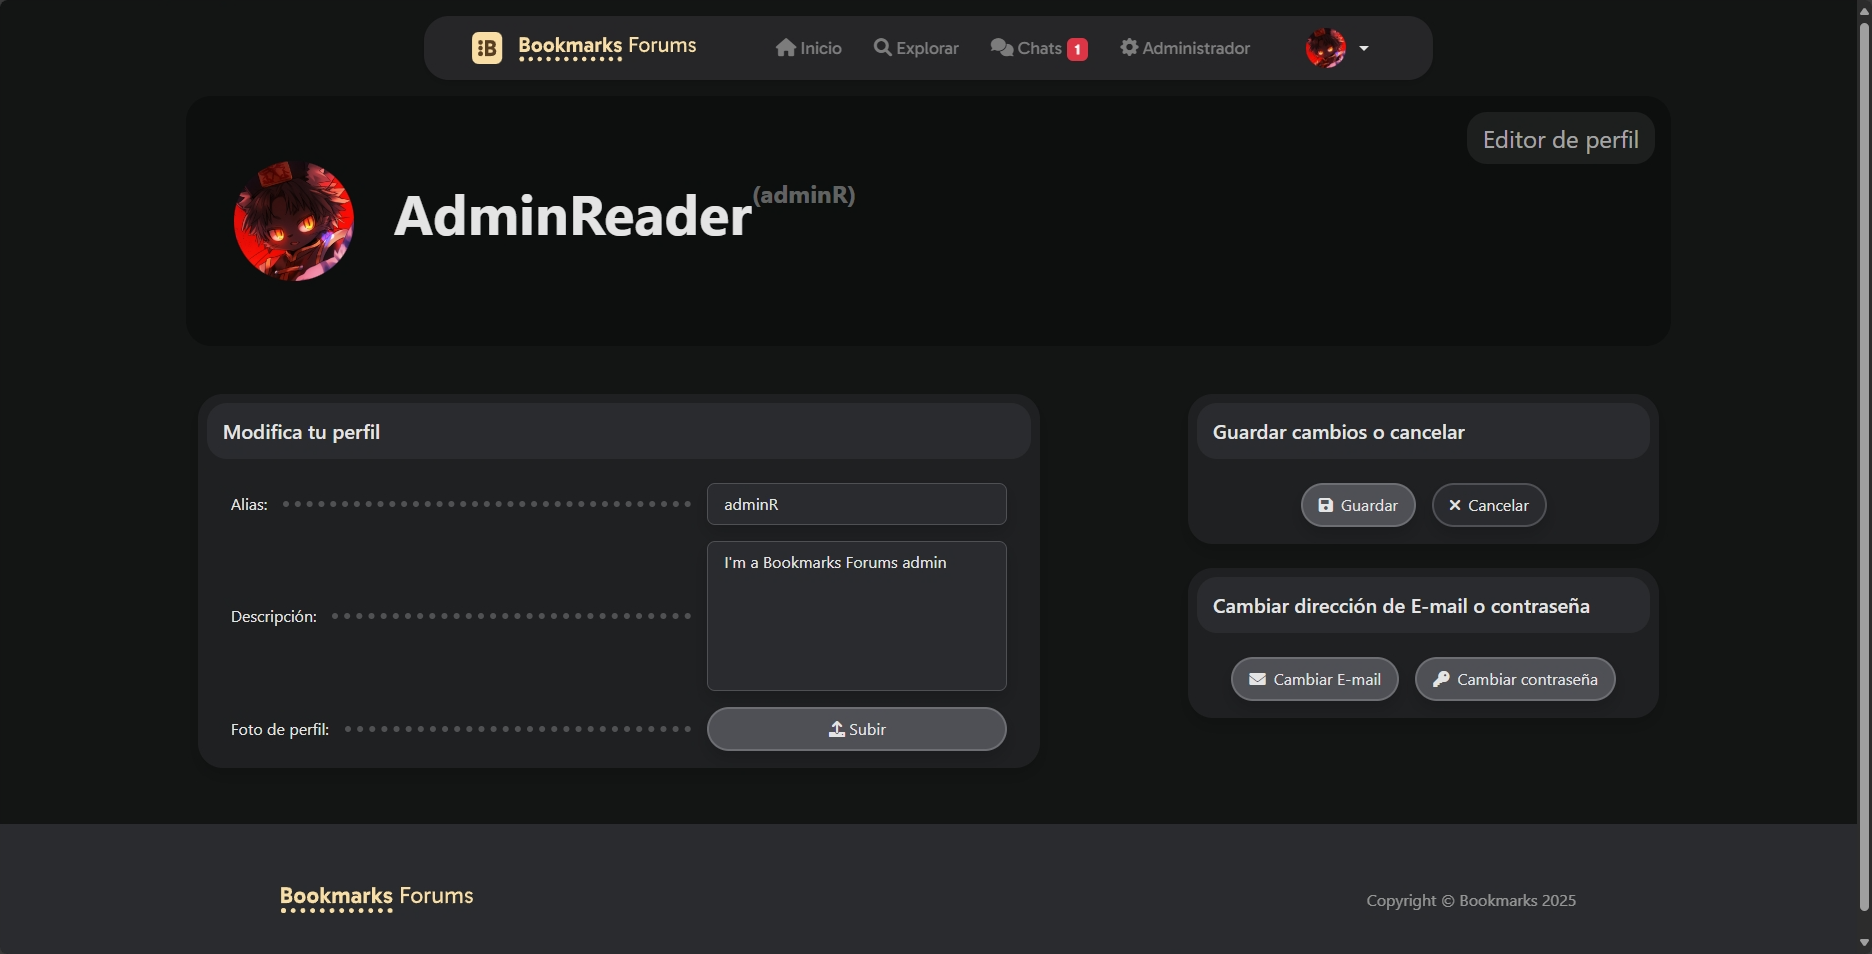 Bookmarks Forums
Inicio
Explorar
Chats 1
Administrador
Editor de perfil
AdminReader (adminR)
Modifica tu perfil
Alias:
adminR
Descripción:
I'm a Bookmarks Forums admin
Foto de perfil:
Subir
Guardar cambios o cancelar
Guardar
Cancelar
Cambiar dirección de E-mail o contraseña
Cambiar E-mail
Cambiar contraseña
Bookmarks Forums
Copyright © Bookmarks 2025